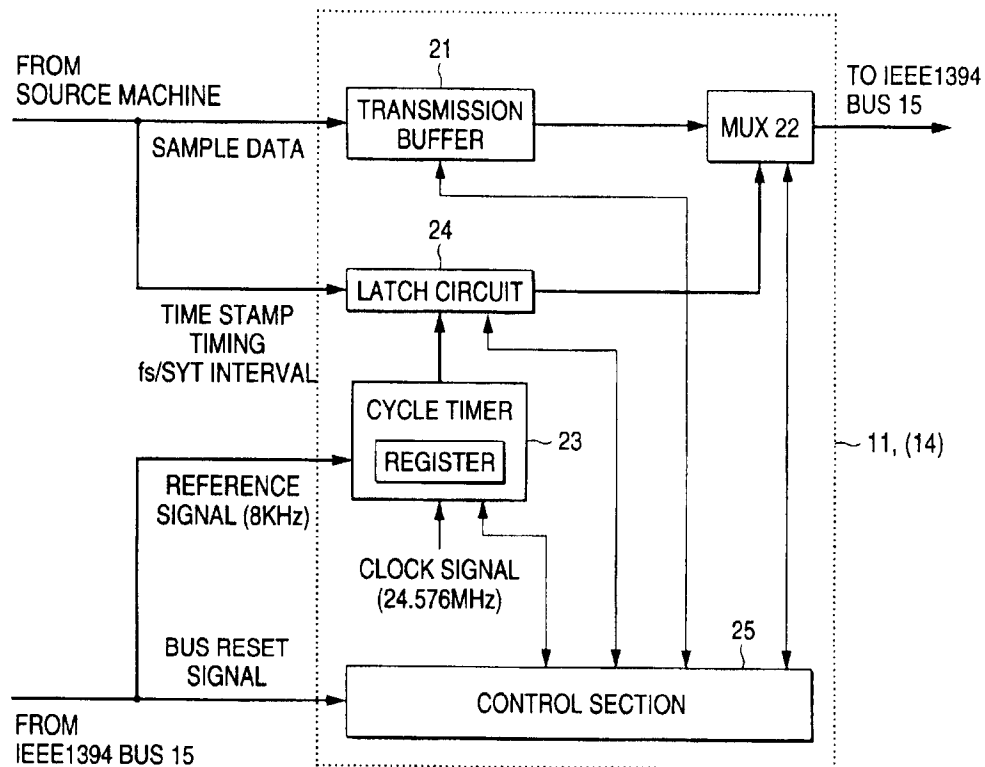 FROM
SOURCE MACHINE
SAMPLE DATA
21
TRANSMISSION
BUFFER
MUX 22
TO IEEE1394
BUS 15
24
LATCH CIRCUIT
TIME STAMP
TIMING
fs/SYT INTERVAL
CYCLE TIMER
REGISTER
23
11, (14)
REFERENCE
SIGNAL (8KHz)
CLOCK SIGNAL
(24.576MHz)
BUS RESET
SIGNAL
25
CONTROL SECTION
FROM
IEEE1394 BUS 15